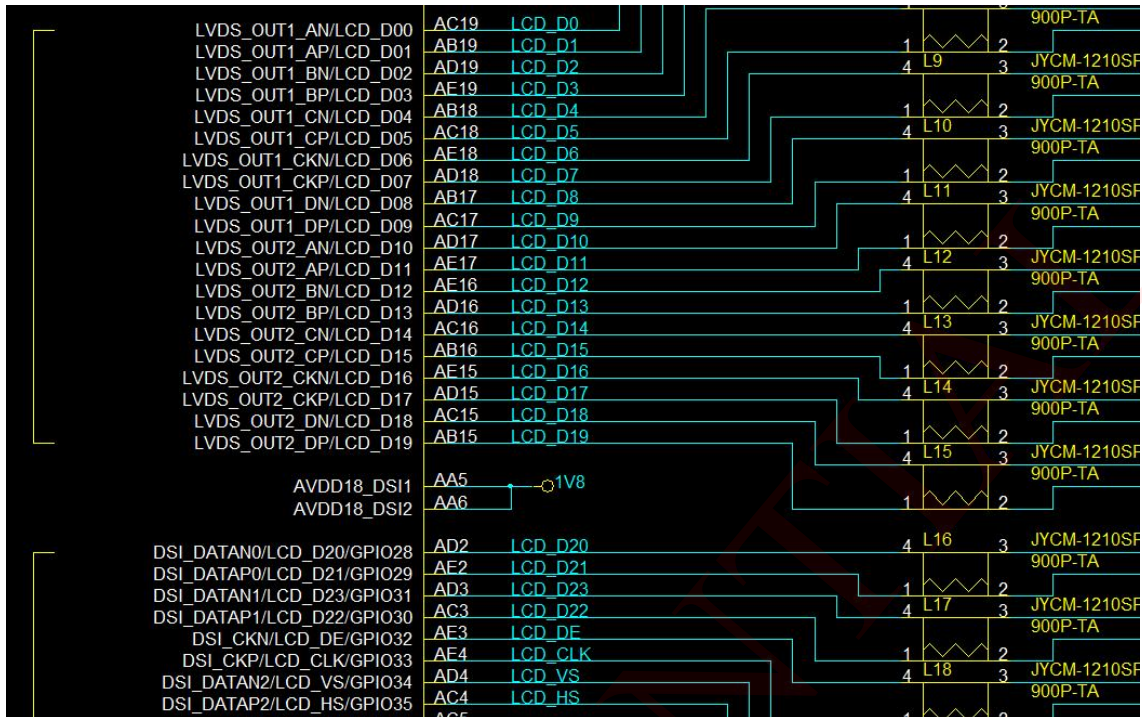 LVDS_OUT1_AN/LCD_D00 AC19 LCD_D0 900P-TA
LVDS_OUT1_AP/LCD_D01 AB19 LCD_D1 1 2
LVDS_OUT1_BN/LCD_D02 AD19 LCD_D2 4 L9 3 JYCM-1210SF
LVDS_OUT1_BP/LCD_D03 AE19 LCD_D3 900P-TA
LVDS_OUT1_CN/LCD_D04 AB18 LCD_D4 1 2
LVDS_OUT1_CP/LCD_D05 AC18 LCD_D5 4 L10 3 JYCM-1210SF
LVDS_OUT1_CKN/LCD_D06 AE18 LCD_D6 900P-TA
LVDS_OUT1_CKP/LCD_D07 AD18 LCD_D7 1 2
LVDS_OUT1_DN/LCD_D08 AB17 LCD_D8 4 L11 3 JYCM-1210SF
LVDS_OUT1_DP/LCD_D09 AC17 LCD_D9 900P-TA
LVDS_OUT2_AN/LCD_D10 AD17 LCD_D10 1 2
LVDS_OUT2_AP/LCD_D11 AE17 LCD_D11 4 L12 3 JYCM-1210SF
LVDS_OUT2_BN/LCD_D12 AE16 LCD_D12 900P-TA
LVDS_OUT2_BP/LCD_D13 AD16 LCD_D13 1 2
LVDS_OUT2_CN/LCD_D14 AC16 LCD_D14 4 L13 3 JYCM-1210SF
LVDS_OUT2_CP/LCD_D15 AB16 LCD_D15 900P-TA
LVDS_OUT2_CKN/LCD_D16 AE15 LCD_D16 1 2
LVDS_OUT2_CKP/LCD_D17 AD15 LCD_D17 4 L14 3 JYCM-1210SF
LVDS_OUT2_DN/LCD_D18 AC15 LCD_D18 900P-TA
LVDS_OUT2_DP/LCD_D19 AB15 LCD_D19 1 2
4 L15 3 JYCM-1210SF
AVDD18_DSI1 AA5 1V8 900P-TA
AVDD18_DSI2 AA6 1 2
DSI_DATAN0/LCD_D20/GPIO28 AD2 LCD_D20 4 L16 3 JYCM-1210SF
DSI_DATAP0/LCD_D21/GPIO29 AE2 LCD_D21 900P-TA
DSI_DATAN1/LCD_D23/GPIO31 AD3 LCD_D23 1 2
DSI_DATAP1/LCD_D22/GPIO30 AC3 LCD_D22 4 L17 3 JYCM-1210SF
DSI_CKN/LCD_DE/GPIO32 AE3 LCD_DE 900P-TA
DSI_CKP/LCD_CLK/GPIO33 AE4 LCD_CLK 1 2
DSI_DATAN2/LCD_VS/GPIO34 AD4 LCD_VS 4 L18 3 JYCM-1210SF
DSI_DATAP2/LCD_HS/GPIO35 AC4 LCD_HS 900P-TA